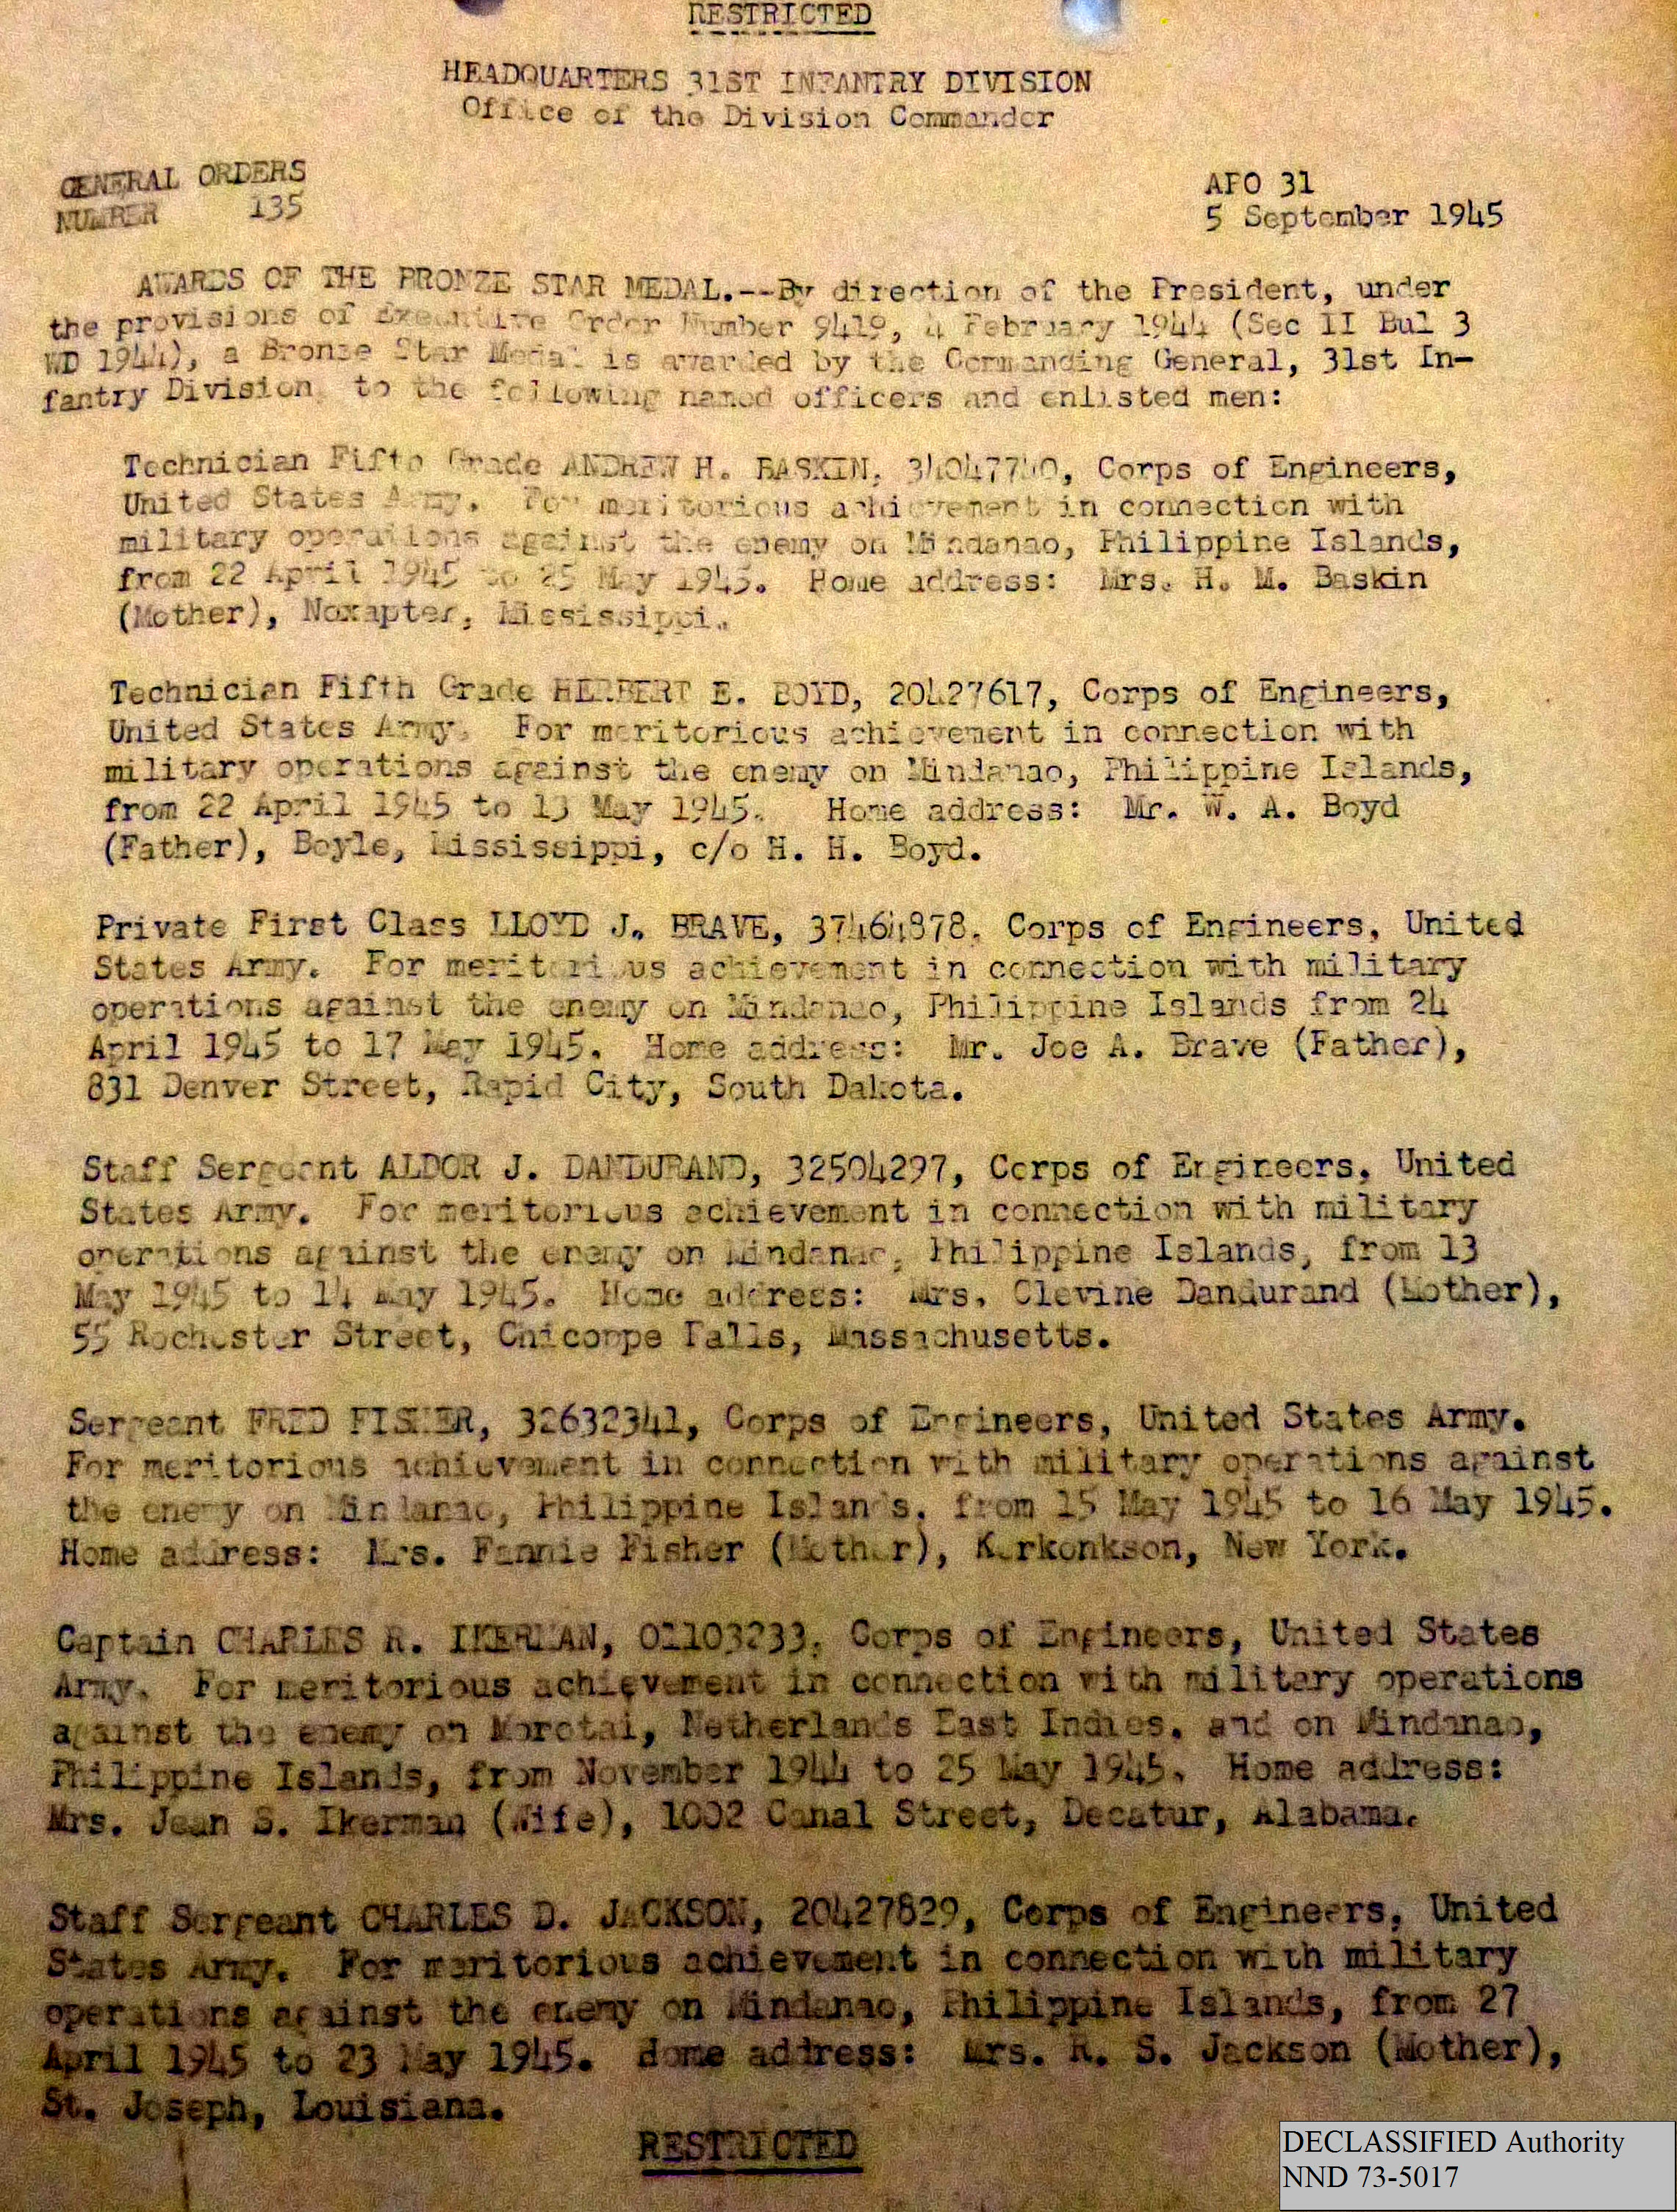 RESTRICTED
HEADQUARTERS 31ST INFANTRY DIVISION
Office of the Division Commander
GENERAL ORDERS
NUMBER 135
APO 31
5 September 1945
AWARDS OF THE BRONZE STAR MEDAL.--By direction of the President, under
the provisions of Executive Order Number 9419, 4 February 1944 (Sec II Bul 3
WD 1944), a Bronze Star Medal is awarded by the Commanding General, 31st In-
fantry Division to the following named officers and enlisted men:
Technician Fifth Grade ANDREW H. BASKIN, Corps of Engineers,
United States Army. For meritorious achievement in connection with
military operations against the enemy on Mindanao, Philippine Islands,
from 22 April 1945 to 25 May 1945. Home address: Mrs. H. M. Baskin
(Mother), Noxapter, Mississippi.
Technician Fifth Grade HERBERT E. BOYD, 20427617, Corps of Engineers,
United States Army. For meritorious achievement in connection with
military operations against the enemy on Mindanao, Philippine Islands,
from 22 April 1945 to 13 May 1945. Home address: Mr. W. A. Boyd
(Father), Boyle, Mississippi, c/o H. H. Boyd.
Private First Class LLOYD J. BRAVE, 37464878, Corps of Engineers, United
States Army. For meritorious achievement in connection with military
operations against the enemy on Mindanao, Philippine Islands from 24
April 1945 to 17 May 1945. Home address: Mr. Joe A. Brave (Father),
831 Denver Street, Rapid City, South Dakota.
Staff Sergeant ALDOR J. DANDURAND, 32504297, Corps of Engineers, United
States Army. For meritorious achievement in connection with military
operations against the enemy on Mindanao, Philippine Islands, from 13
May 1945 to 14 May 1945. Home address: Mrs. Clevine Dandurand (Mother),
55 Rochester Street, Chicoppe Falls, Massachusetts.
Sergeant FRED FISHER, 32632341, Corps of Engineers, United States Army.
For meritorious achievement in connection with military operations against
the enemy on Mindanao, Philippine Islands, from 15 May 1945 to 16 May 1945.
Home address: Mrs. Fannie Fisher (Mother), New York.
Captain CHARLES R. IKERMAN, O1103233, Corps of Engineers, United States
Army. For meritorious achievement in connection with military operations
against the enemy on Morotai, Netherlands East Indies, and on Mindanao,
Philippine Islands, from November 1944 to 25 May 1945. Home address:
Mrs. Jean S. Ikerman (Wife), 1002 Canal Street, Decatur, Alabama.
Staff Sergeant CHARLES D. JACKSON, 20427829, Corps of Engineers, United
States Army. For meritorious achievement in connection with military
operations against the enemy on Mindanao, Philippine Islands, from 27
April 1945 to 23 May 1945. Home address: Mrs. R. S. Jackson (Mother),
St. Joseph, Louisiana.
RESTRICTED
DECLASSIFIED Authority
NND 73-5017